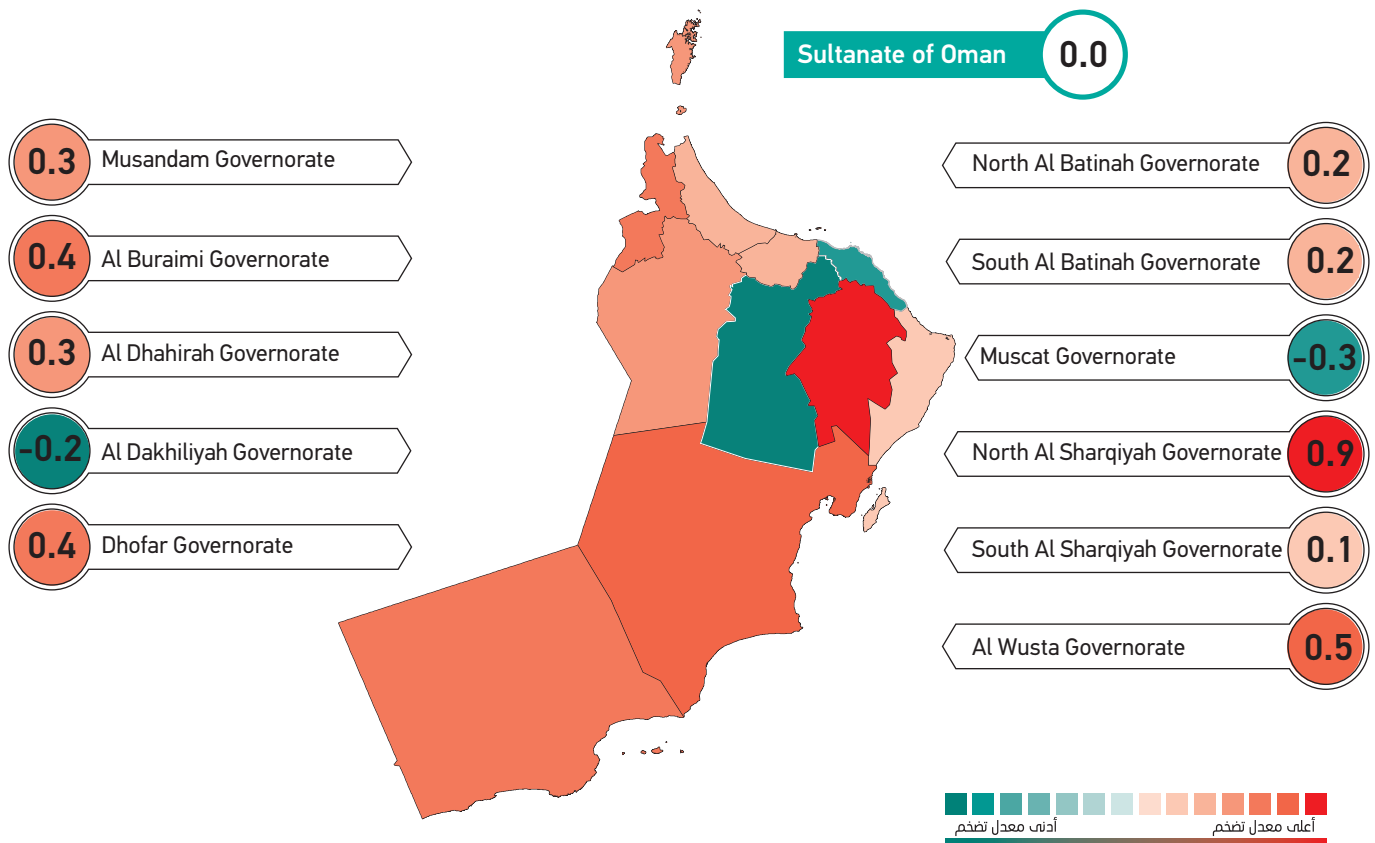 Sultanate of Oman 0.0
0.3 Musandam Governorate
0.4 Al Buraimi Governorate
0.3 Al Dhahirah Governorate
-0.2 Al Dakhiliyah Governorate
0.4 Dhofar Governorate
North Al Batinah Governorate 0.2
South Al Batinah Governorate 0.2
Muscat Governorate -0.3
North Al Sharqiyah Governorate 0.9
South Al Sharqiyah Governorate 0.1
Al Wusta Governorate 0.5
أعلى معدل تضخم
أدنى معدل تضخم